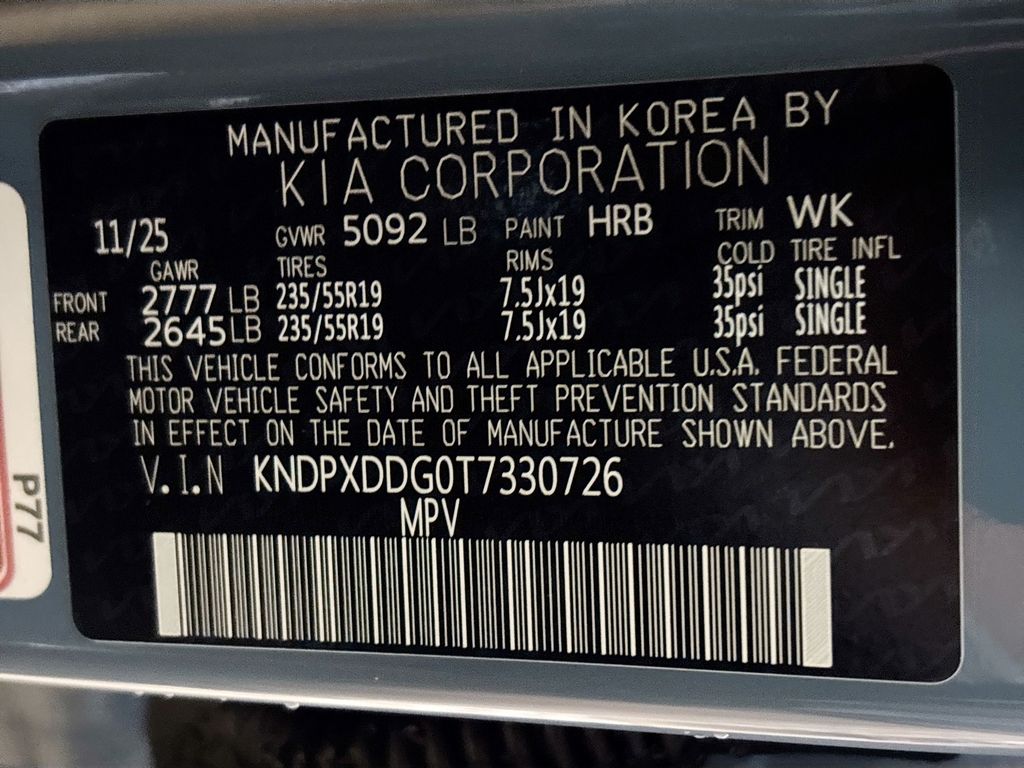 MANUFACTURED IN KOREA BY
KIA CORPORATION
11/25 GVWR 5092 LB PAINT HRB TRIM WK
GAWR TIRES RIMS COLD TIRE INFL
FRONT 2777 LB 235/55R19 7.5Jx19 35psi SINGLE
REAR 2645 LB 235/55R19 7.5Jx19 35psi SINGLE
THIS VEHICLE CONFORMS TO ALL APPLICABLE U.S.A. FEDERAL
MOTOR VEHICLE SAFETY AND THEFT PREVENTION STANDARDS
IN EFFECT ON THE DATE OF MANUFACTURE SHOWN ABOVE.
V.I.N KNDPXDDG0T7330726
MPV
P77